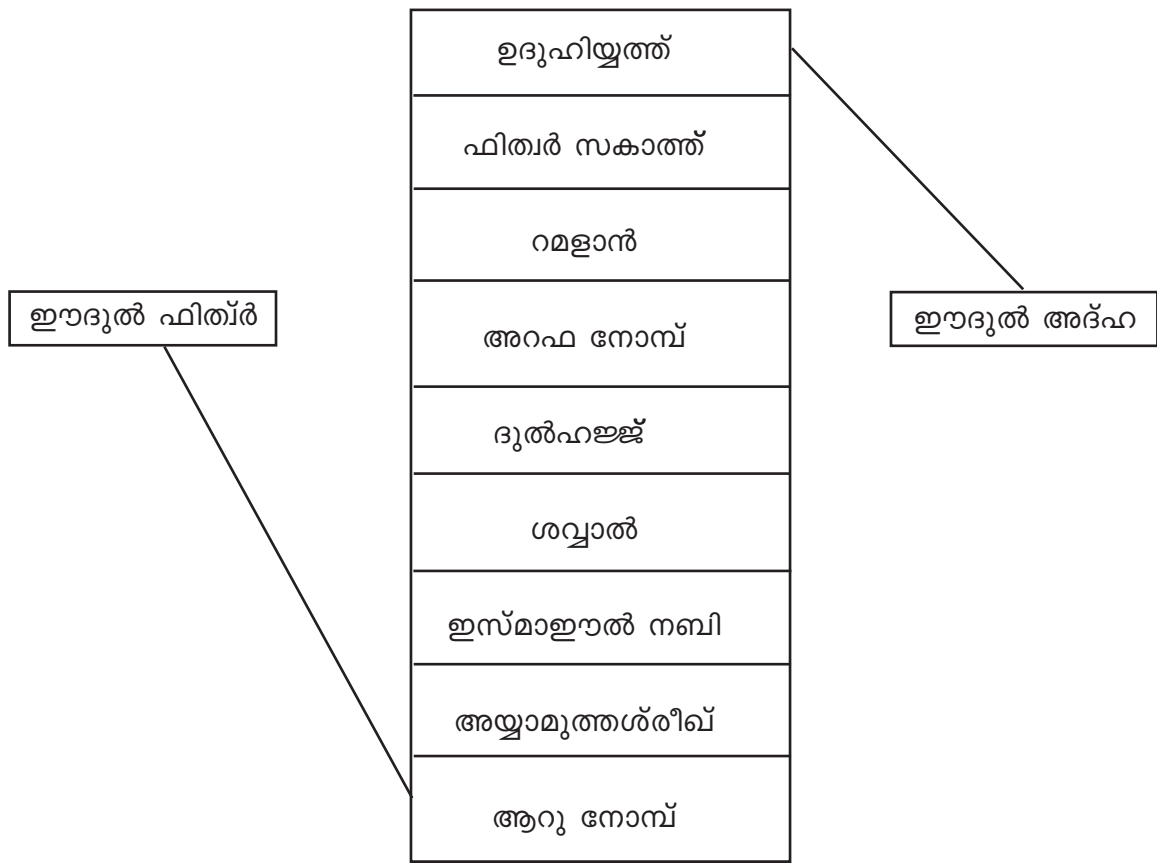 ഉദുഹിയ്യത്ത്
ഫിത്വർ സകാത്ത്
റമളാൻ
ഈദുൽ ഫിത്വ്ർ
ഈദുൽ അദ്ഹ
അറഫ നോമ്പ്
ദുൽഹജ്ജ്
ശവ്വാൽ
ഇസ്മാഈൽ നബി
അയ്യാമുത്തശ്രീഖ്
ആറു നോമ്പ്